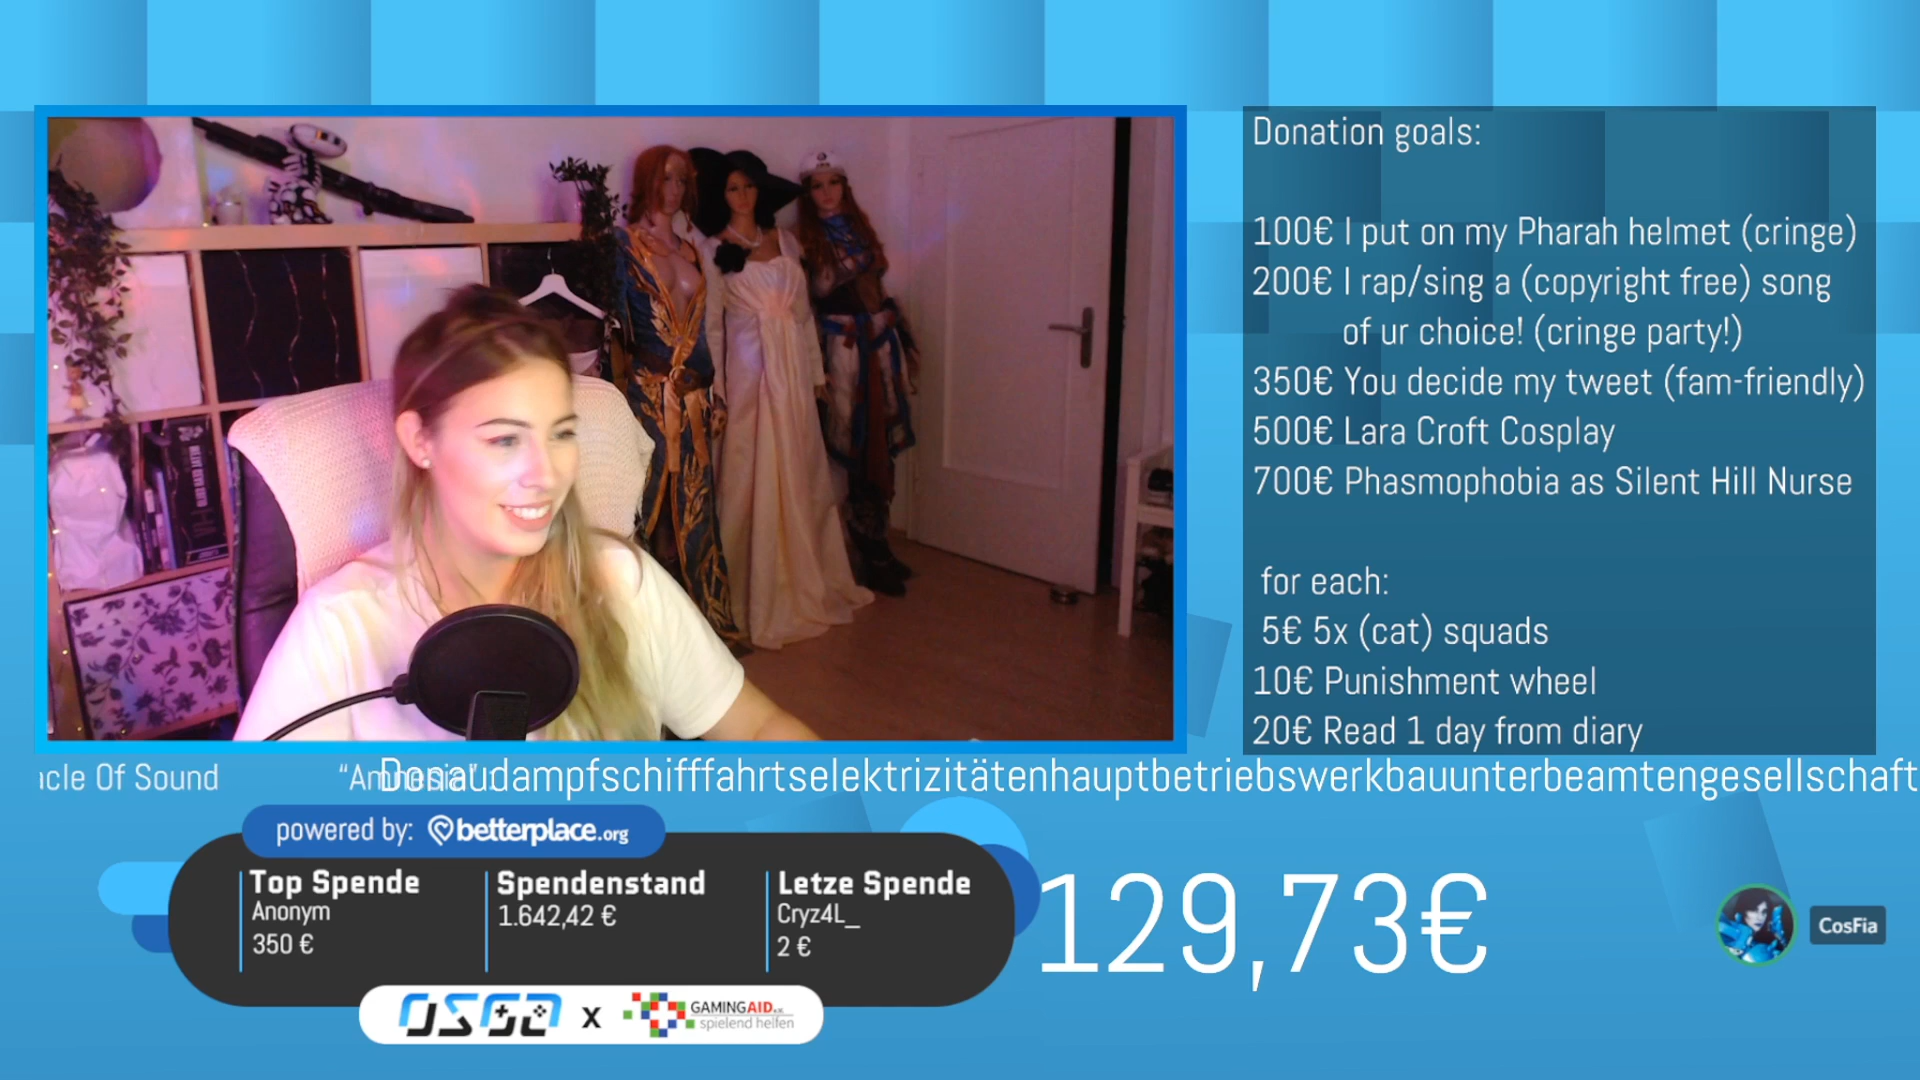 Donation goals:
100€ I put on my Pharah helmet (cringe)
200€ I rap/sing a (copyright free) song
of ur choice! (cringe party!)
350€ You decide my tweet (fam-friendly)
500€ Lara Croft Cosplay
700€ Phasmophobia as Silent Hill Nurse
for each:
5€ 5x (cat) squads
10€ Punishment wheel
20€ Read 1 day from diary
acle Of Sound
“Amnesia”
Donaudampfschifffahrtselektrizitätenhauptbetriebswerkbauunterbeamtengesellschaft
powered by: betterplace.org
Top Spende
Anonym
350 €
Spendenstand
1.642,42 €
Letze Spende
Cryz4L_
2 €
129,73€
CosFia
x
GAMINGAID e.V.
spielend helfen